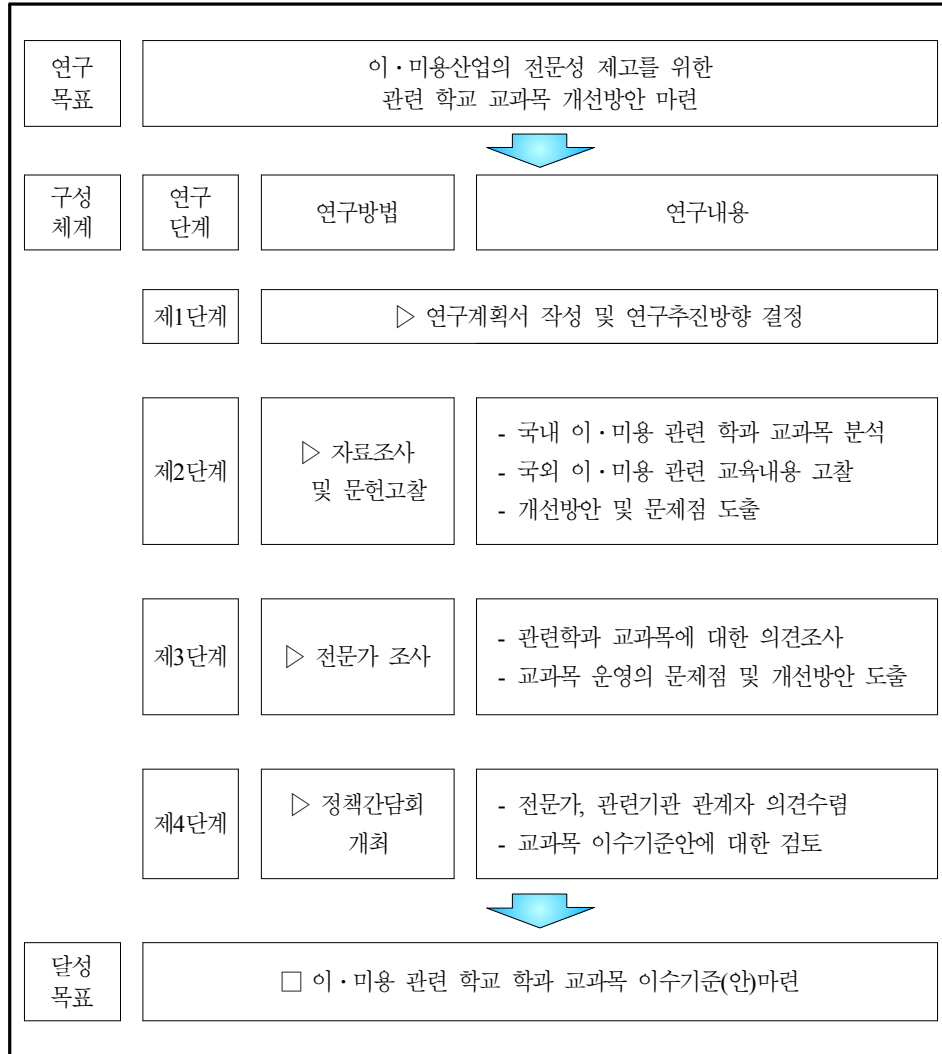 연구
목표
이·미용산업의 전문성 제고를 위한
관련 학교 교과목 개선방안 마련
구성
체계
연구
단계
연구방법
연구내용
제1단계
▷ 연구계획서 작성 및 연구추진방향 결정
제2단계
▷ 자료조사
및 문헌고찰
- 국내 이·미용 관련 학과 교과목 분석
- 국외 이·미용 관련 교육내용 고찰
- 개선방안 및 문제점 도출
제3단계
▷ 전문가 조사
- 관련학과 교과목에 대한 의견조사
- 교과목 운영의 문제점 및 개선방안 도출
제4단계
▷ 정책간담회
개최
- 전문가, 관련기관 관계자 의견수렴
- 교과목 이수기준안에 대한 검토
달성
목표
□ 이·미용 관련 학교 학과 교과목 이수기준(안)마련